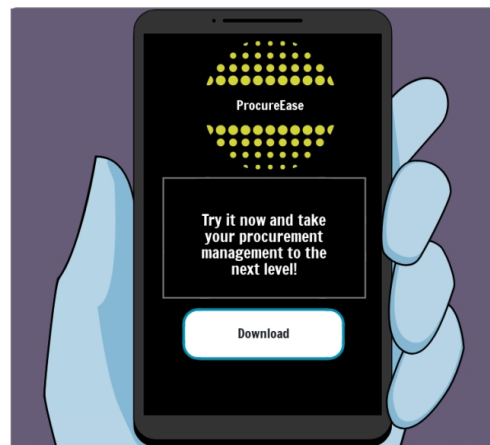 ProcureEase
Try it now and take
your procurement
management to the
next level!
Download